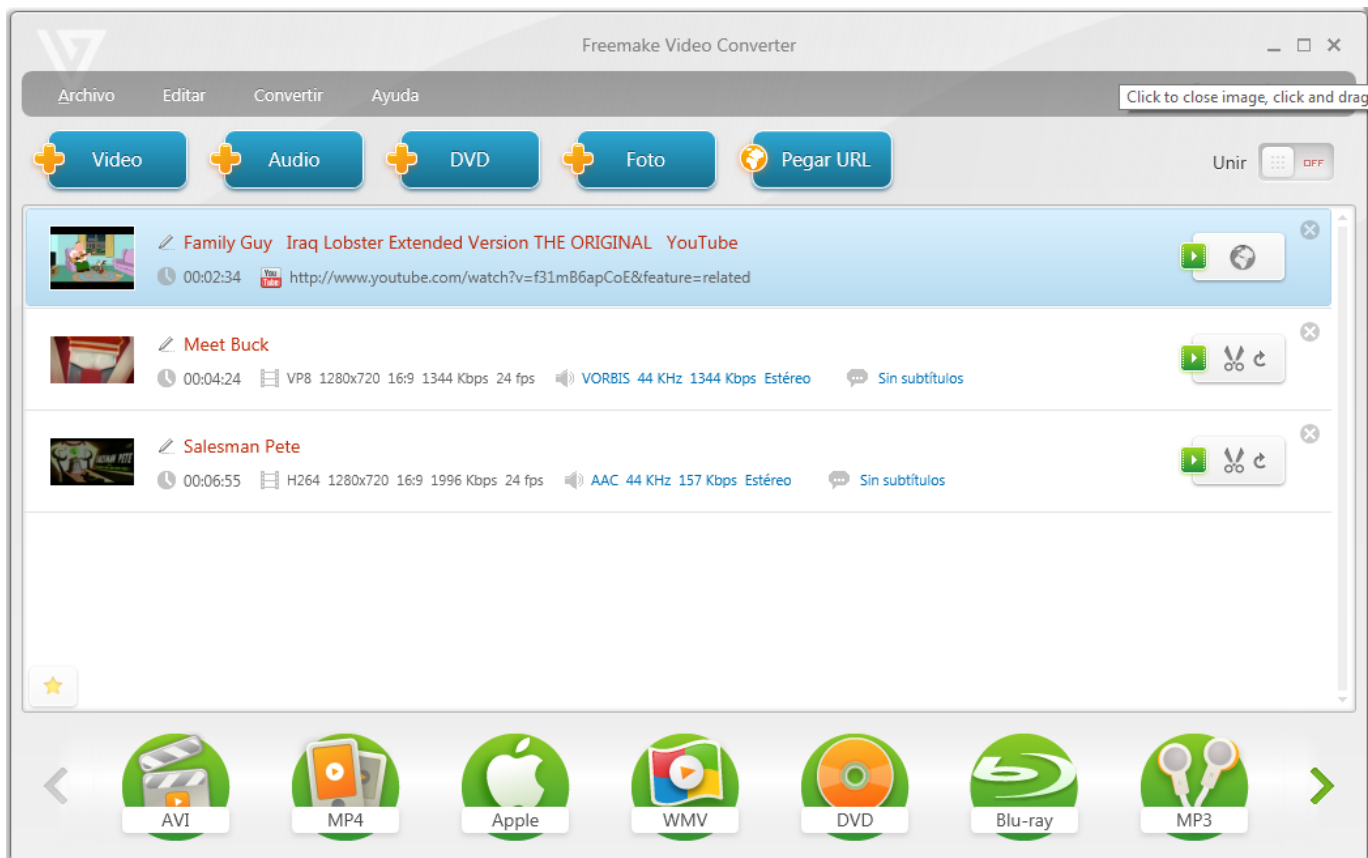 Freemake Video Converter
Archivo Editar Convertir Ayuda
Click to close image, click and drag
Video Audio DVD Foto Pegar URL Unir OFF
Family Guy Iraq Lobster Extended Version THE ORIGINAL YouTube
00:02:34 You Tube http://www.youtube.com/watch?v=f31mB6apCoE&feature=related
Meet Buck
00:04:24 VP8 1280x720 16:9 1344 Kbps 24 fps VORBIS 44 KHz 1344 Kbps Estéreo Sin subtítulos
Salesman Pete
00:06:55 H264 1280x720 16:9 1996 Kbps 24 fps AAC 44 KHz 157 Kbps Estéreo Sin subtítulos
AVI MP4 Apple WMV DVD Blu-ray MP3